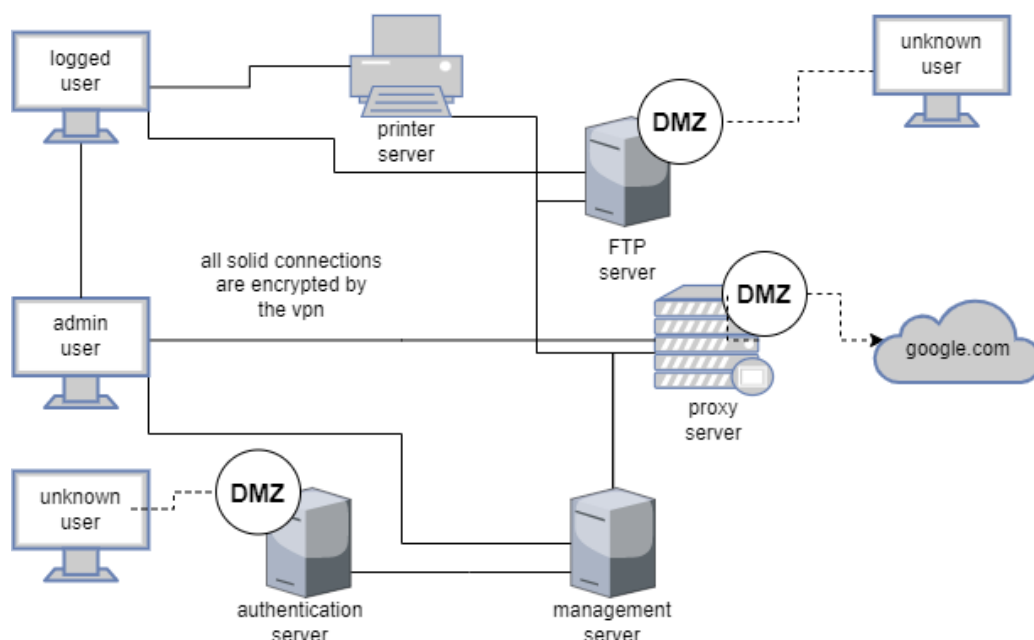 logged
user
printer
server
DMZ
unknown
user
FTP
server
all solid connections
are encrypted by
the vpn
admin
user
DMZ
google.com
proxy
server
unknown
user
DMZ
authentication
server
management
server